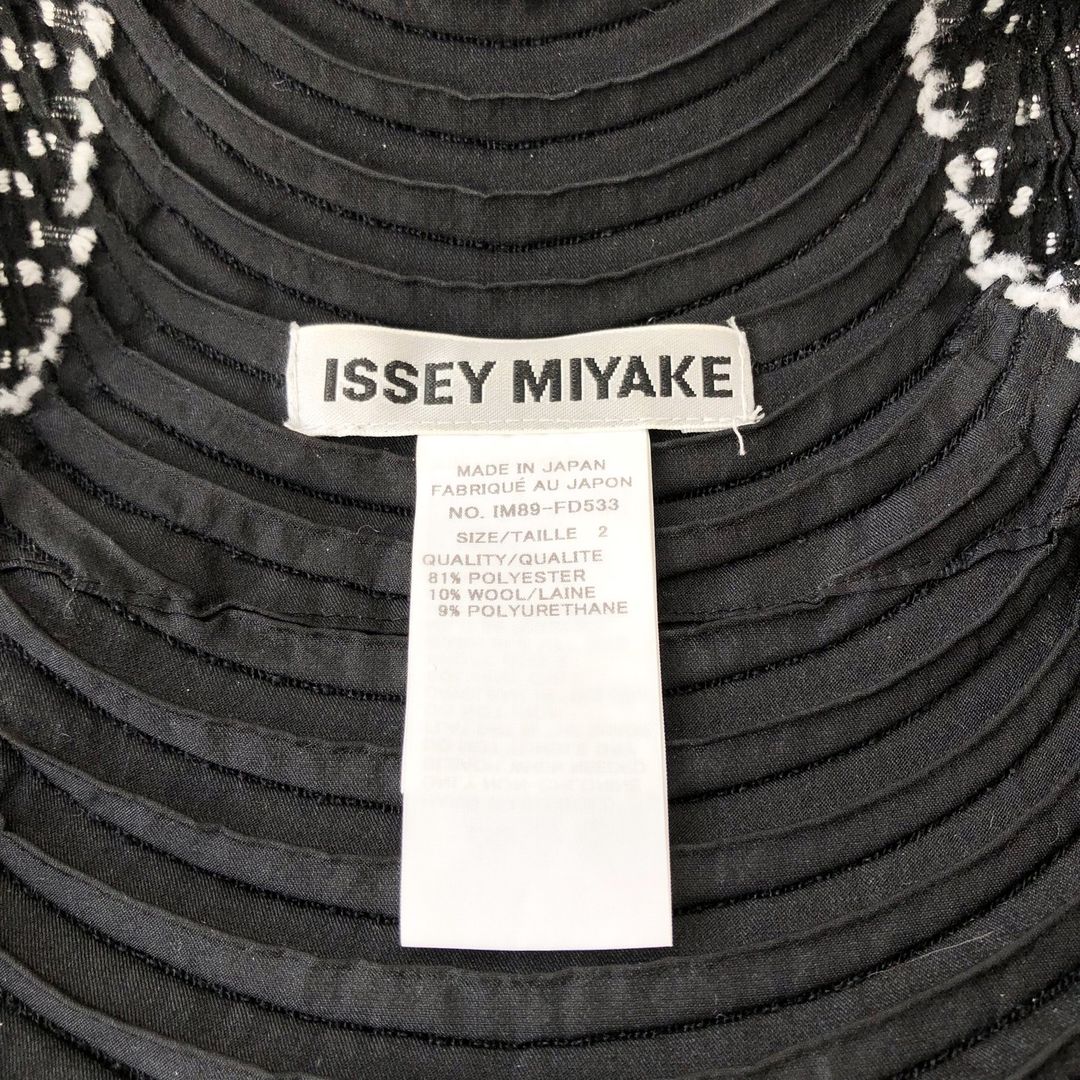 ISSEY MIYAKE
MADE IN JAPAN
FABRIQUÉ AU JAPON
NO. IM89-FD533
SIZE/TAILLE 2
QUALITY/QUALITE
81% POLYESTER
10% WOOL/LAINE
9% POLYURETHANE